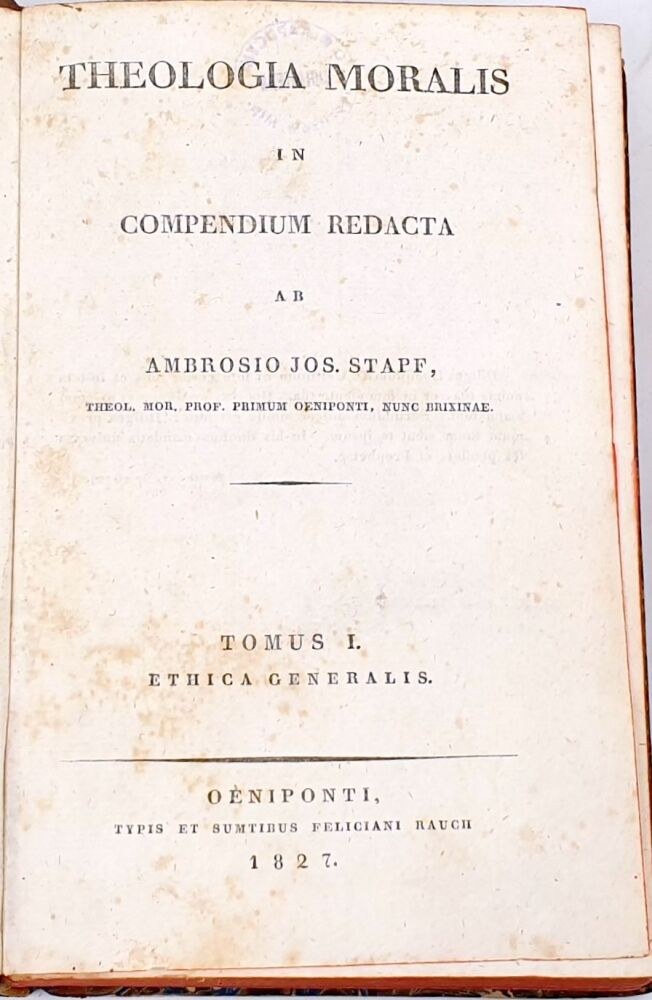 THEOLOGIA MORALIS
IN
COMPENDIUM REDACTA
AB
AMBROSIO JOS. STAPF,
THEOL. MOR. PROF. PRIMUM OENIPONTI, NUNC BRIXINAE.
TOMUS I.
ETHICA GENERALIS.
OENIPONTI,
TYPIS ET SUMTIBUS FELICIANI RAUCH
1827.